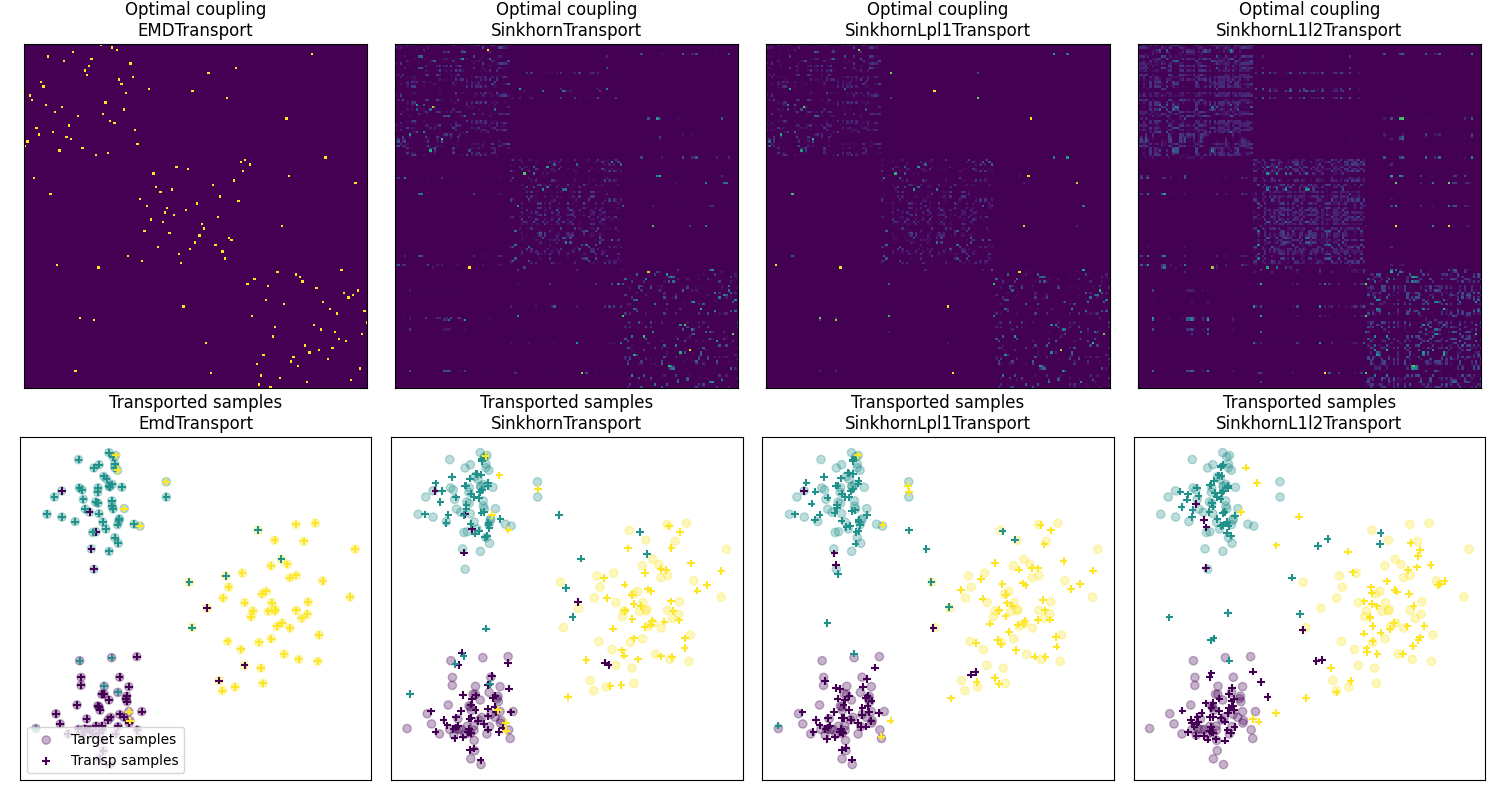 Optimal coupling
EMDTransport
Optimal coupling
SinkhornTransport
Optimal coupling
SinkhornLpl1Transport
Optimal coupling
SinkhornL1l2Transport
Transported samples
EmdTransport
Transported samples
SinkhornTransport
Transported samples
SinkhornLpl1Transport
Transported samples
SinkhornL1l2Transport
Target samples
Transp samples